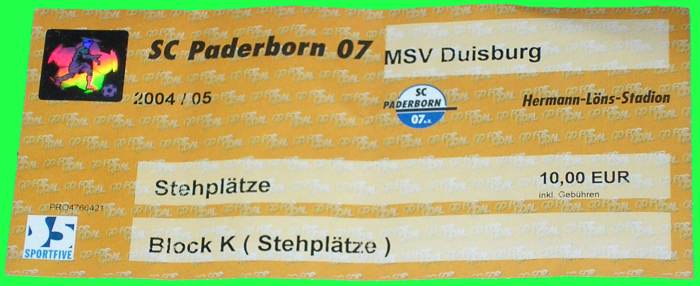 SC Paderborn 07 MSV Duisburg
2004 / 05
SC
PADERBORN
07 e.V.
Hermann-Löns-Stadion
Stehplätze 10,00 EUR
inkl. Gebühren
PRO4766421
SPORTFIVE
Block K ( Stehplätze )